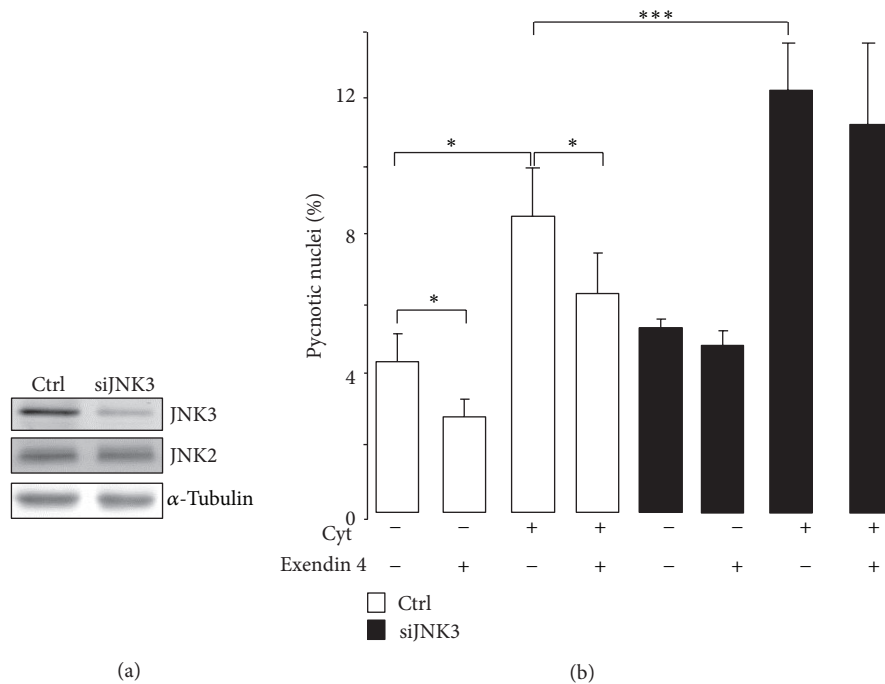 Ctrl siJNK3
JNK3
JNK2
α-Tubulin
(a)
***
* *
*
Pycnotic nuclei (%)
12
8
4
0
Cyt − − + + − − + +
Exendin 4 − + − + − + − +
Ctrl
siJNK3
(b)